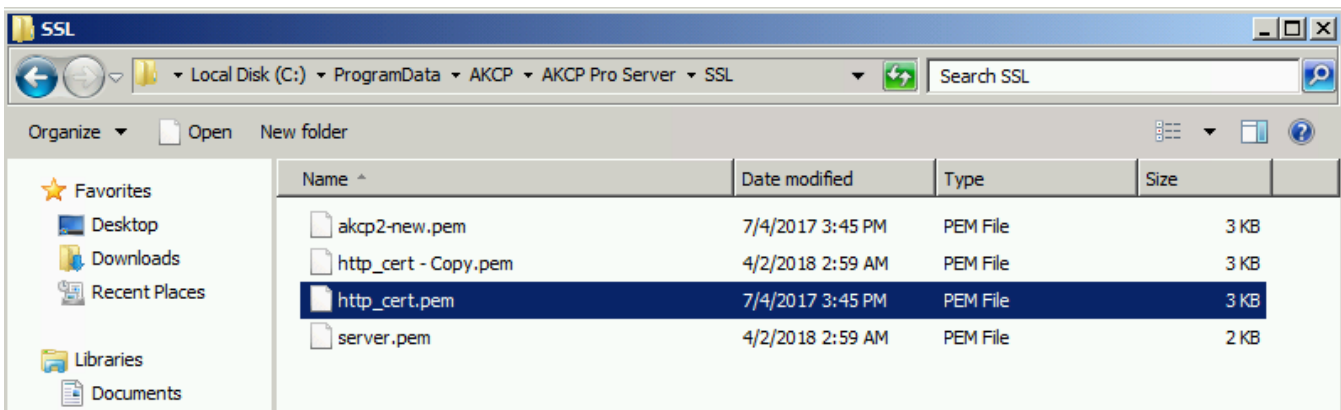 SSL
Local Disk (C:) ProgramData AKCP AKCP Pro Server SSL Search SSL
Organize Open New folder
Name Date modified Type Size
Favorites
Desktop
Downloads
Recent Places
Libraries
Documents
akcp2-new.pem 7/4/2017 3:45 PM PEM File 3 KB
http_cert - Copy.pem 4/2/2018 2:59 AM PEM File 3 KB
http_cert.pem 7/4/2017 3:45 PM PEM File 3 KB
server.pem 4/2/2018 2:59 AM PEM File 2 KB